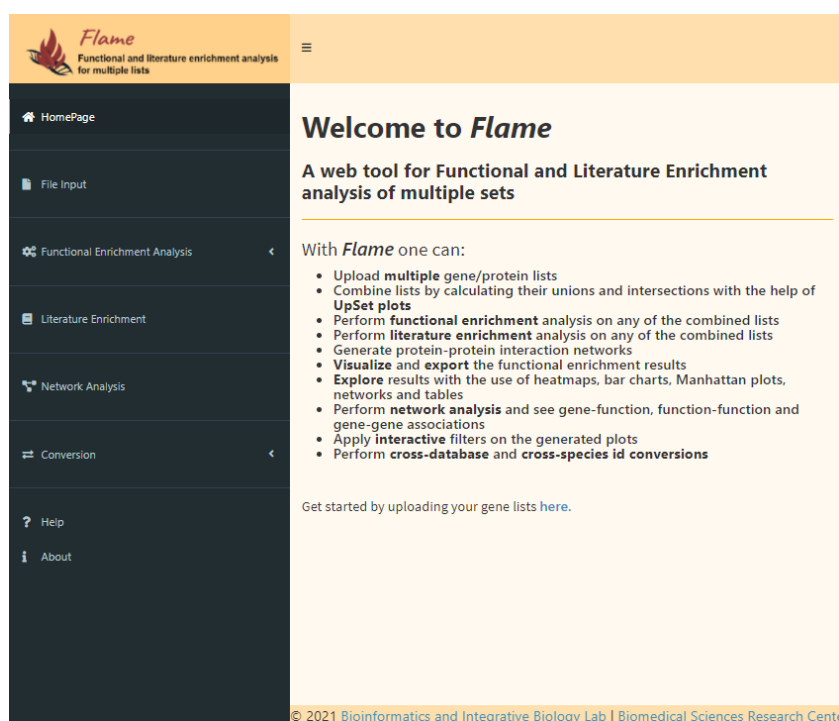 Flame
Functional and literature enrichment analysis
for multiple lists
HomePage
File Input
Functional Enrichment Analysis
Literature Enrichment
Network Analysis
Conversion
Help
About
Welcome to Flame
A web tool for Functional and Literature Enrichment
analysis of multiple sets
With Flame one can:
Upload multiple gene/protein lists
Combine lists by calculating their unions and intersections with the help of
UpSet plots
Perform functional enrichment analysis on any of the combined lists
Perform literature enrichment analysis on any of the combined lists
Generate protein-protein interaction networks
Visualize and export the functional enrichment results
Explore results with the use of heatmaps, bar charts, Manhattan plots,
networks and tables
Perform network analysis and see gene-function, function-function and
gene-gene associations
Apply interactive filters on the generated plots
Perform cross-database and cross-species id conversions
Get started by uploading your gene lists here.
© 2021 Bioinformatics and Integrative Biology Lab | Biomedical Sciences Research Cente